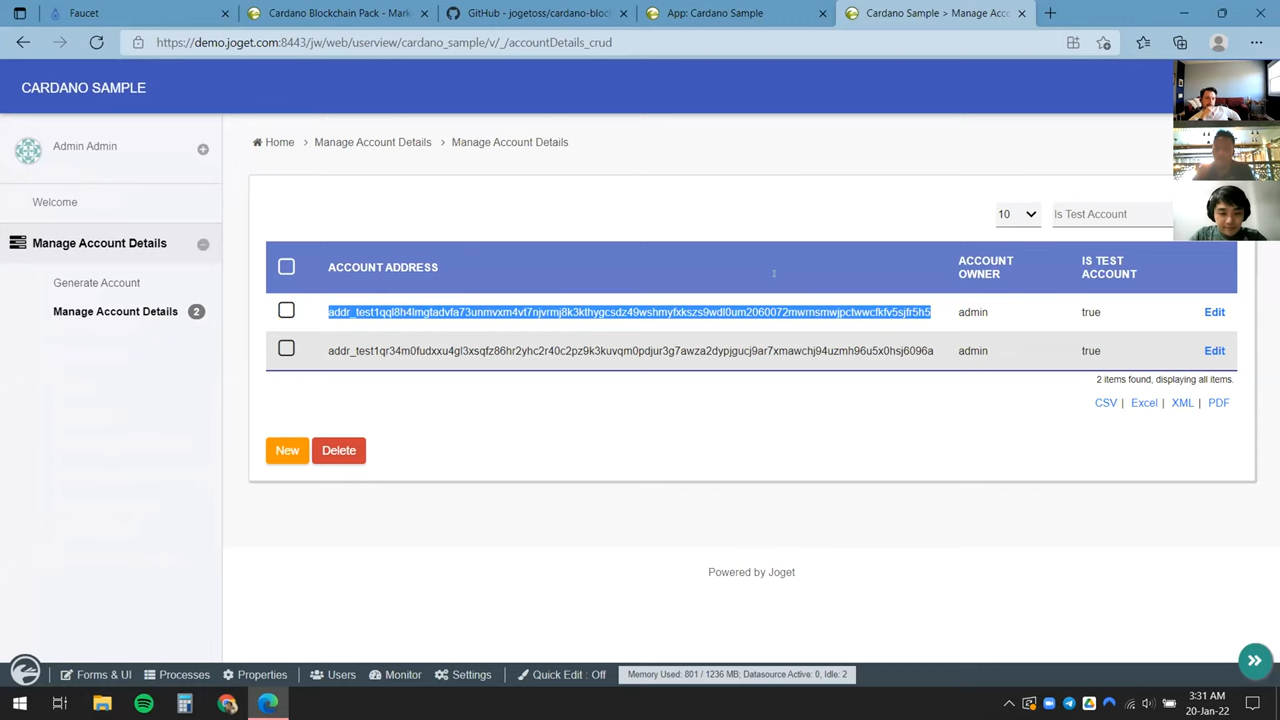 Faucet
Cardano Blockchain Pack - Mark
GitHub - jogetoss/cardano-bloc
App: Cardano Sample
Cardano Sample > Manage Acc
https://demo.joget.com:8443/jw/web/userview/cardano_sample/v/_/accountDetails_crud
CARDANO SAMPLE
Admin Admin
Home > Manage Account Details > Manage Account Details
Welcome
10
Is Test Account
Manage Account Details
ACCOUNT ADDRESS
ACCOUNT OWNER
IS TEST ACCOUNT
Generate Account
Manage Account Details 2
addr_test1qql8h4lmgtadvfa73unmvxm4vt7njvrmj8k3kthygcsdz49wshmyfxkszs9wdl0um2060072mwrnsmwjpctwwcfkfv5sjfr5h5 admin true Edit
addr_test1qr34m0fudxxu4gl3xsqfz86hr2yhc2r40c2pz9k3kuvqm0pdjur3g7awza2dypjgucj9ar7xmawchj94uzmh96u5x0hsj6096a admin true Edit
2 items found, displaying all items.
CSV | Excel | XML | PDF
New Delete
Powered by Joget
Forms & UI
Processes
Properties
Users
Monitor
Settings
Quick Edit : Off
Memory Used: 801 / 1236 MB; Datasource Active: 0, Idle: 2
3:31 AM
20-Jan-22